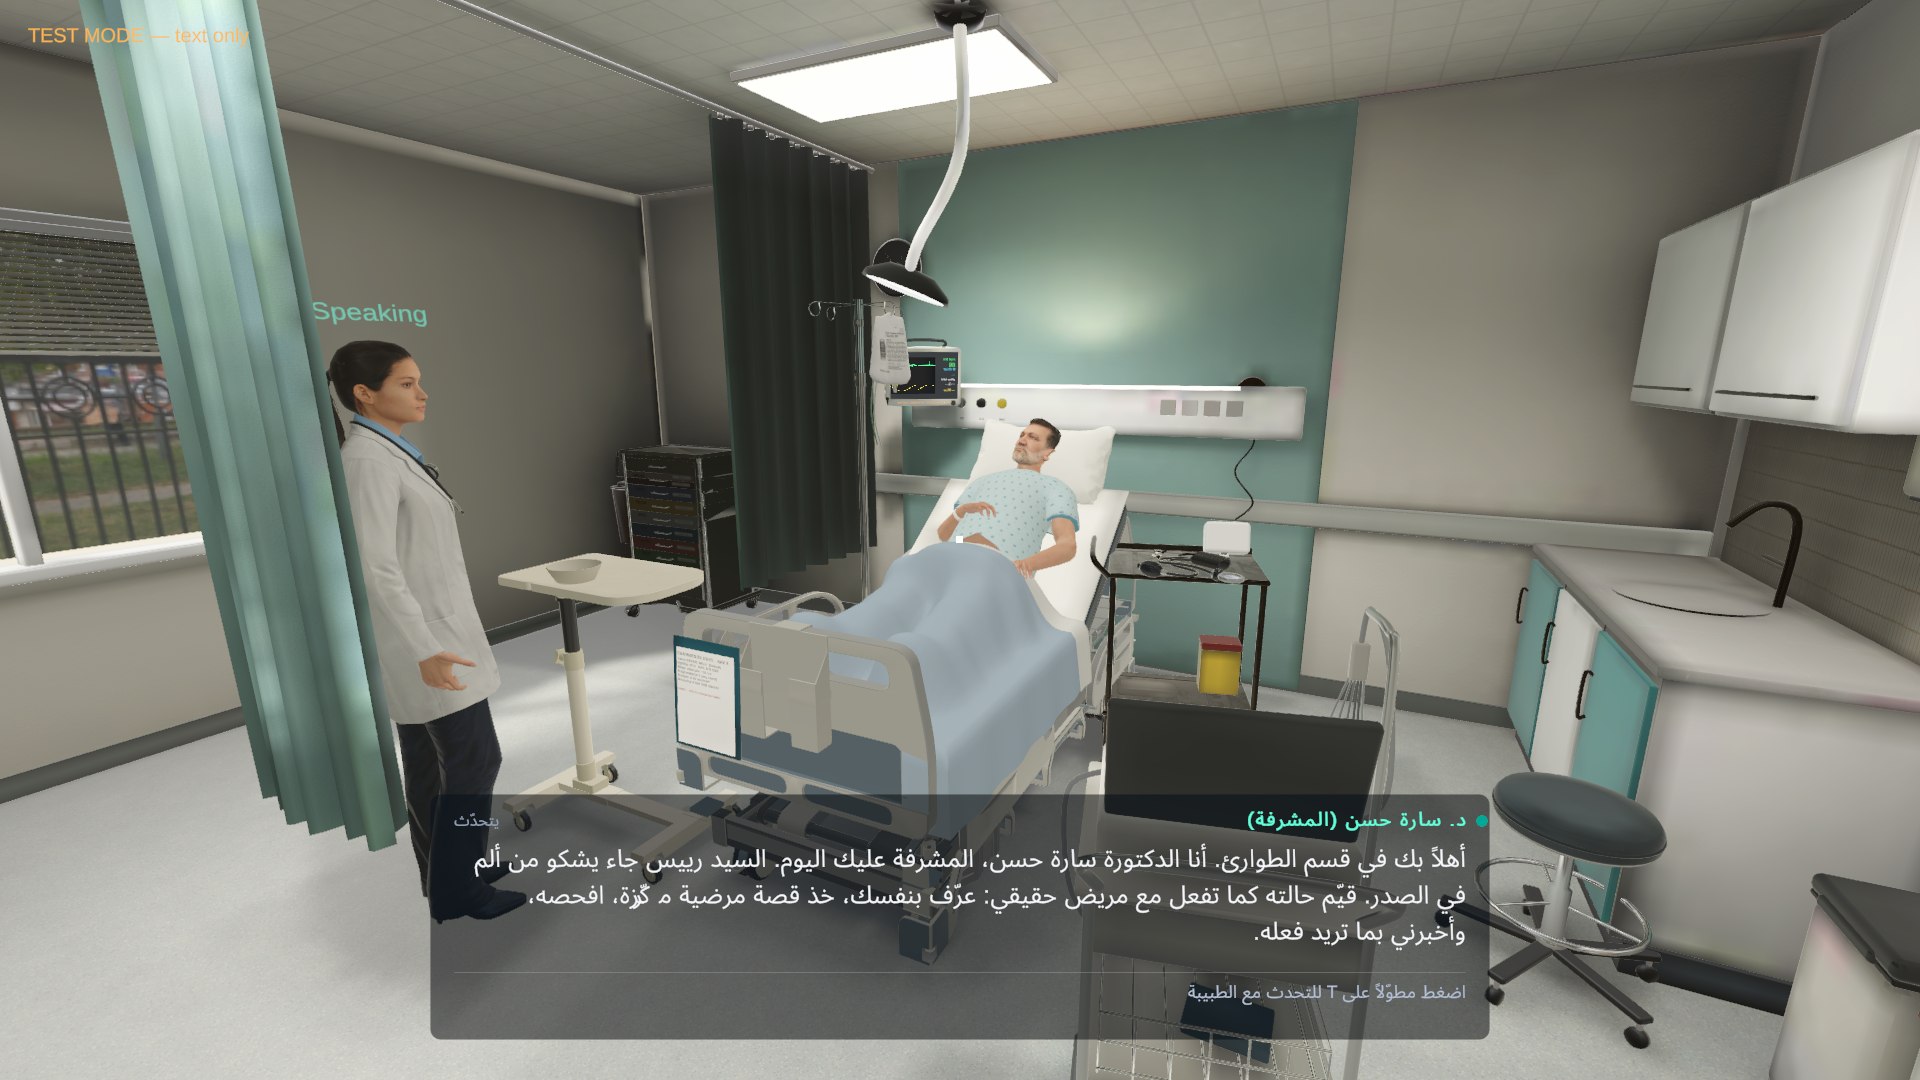 TEST MODE — text only
Speaking
د. سارة حسن (المشرفة)
يتحدّث
أهلاً بك في قسم الطوارئ. أنا الدكتورة سارة حسن، المشرفة عليك اليوم. السيد رييس جاء يشكو من ألم
في الصدر. قيّم حالته كما تفعل مع مريض حقيقي: عرّف بنفسك، خذ قصة مرضية مركّزة، افحصه،
وأخبرني بما تريد فعله.
اضغط مطوّلاً على T للتحدث مع الطبيبة